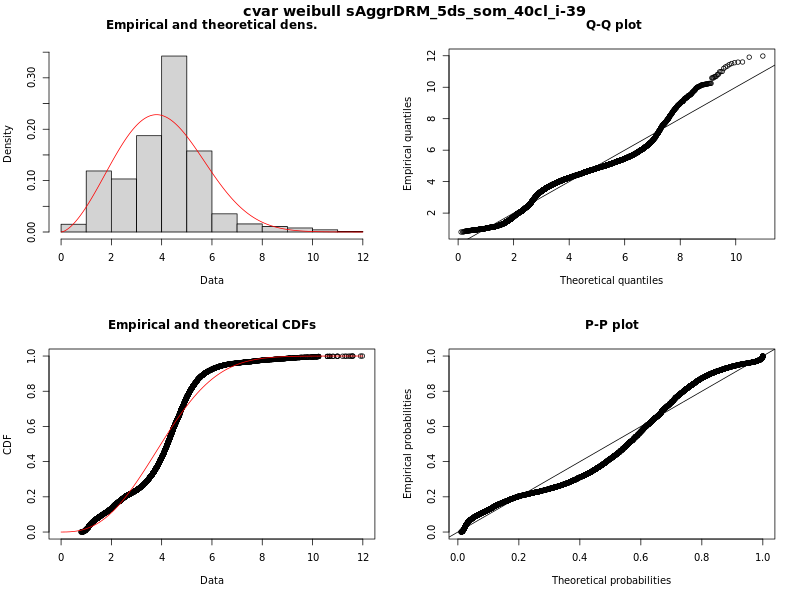 cvar weibull sAggrDRM_5ds_som_40cl_i-39
Empirical and theoretical dens.
Density
0.00 0.10 0.20 0.30
0 2 4 6 8 10 12
Data
Q-Q plot
Empirical quantiles
2 4 6 8 10 12
0 2 4 6 8 10
Theoretical quantiles
Empirical and theoretical CDFs
CDF
0.0 0.2 0.4 0.6 0.8 1.0
0 2 4 6 8 10 12
Data
P-P plot
Empirical probabilities
0.0 0.2 0.4 0.6 0.8 1.0
0.0 0.2 0.4 0.6 0.8 1.0
Theoretical probabilities